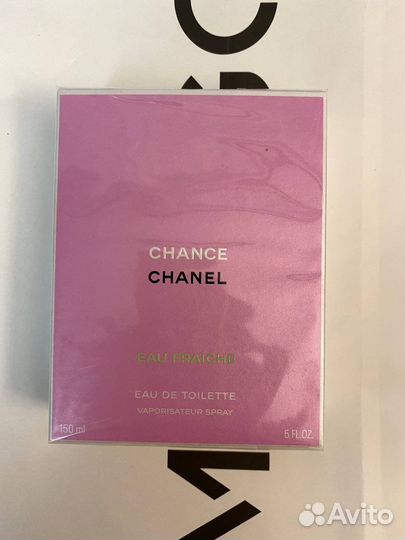 CHANCE
CHANEL
EAU FRAÎCHE
EAU DE TOILETTE
VAPORISATEUR SPRAY
150 ml
5 FL.OZ.
Avito